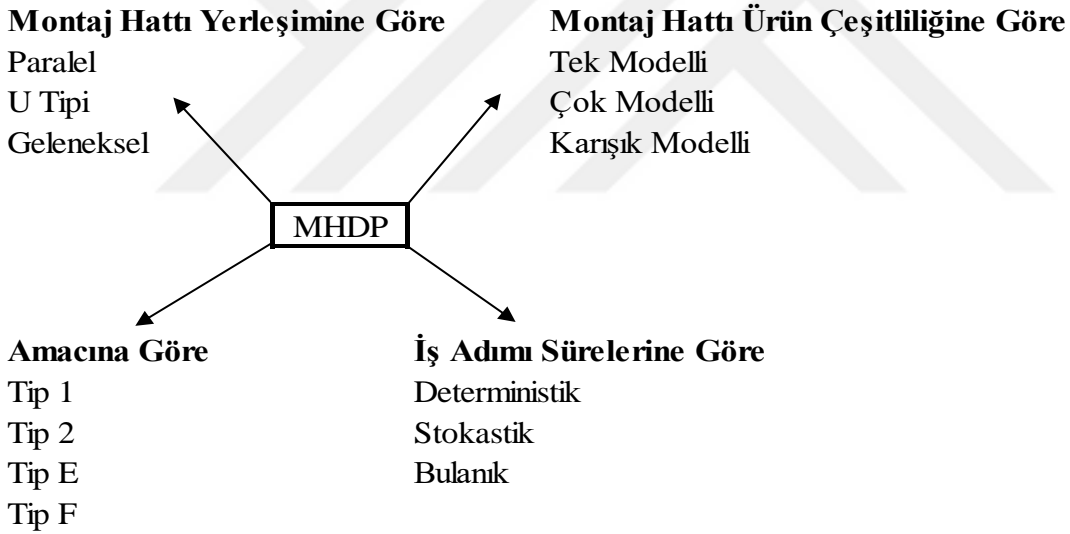 Montaj Hattı Yerleşimine Göre
Paralel
U Tipi
Geleneksel
Montaj Hattı Ürün Çeşitliliğine Göre
Tek Modelli
Çok Modelli
Karışık Modelli
MHDP
Amacına Göre
Tip 1
Tip 2
Tip E
Tip F
İş Adımı Sürelerine Göre
Deterministik
Stokastik
Bulanık